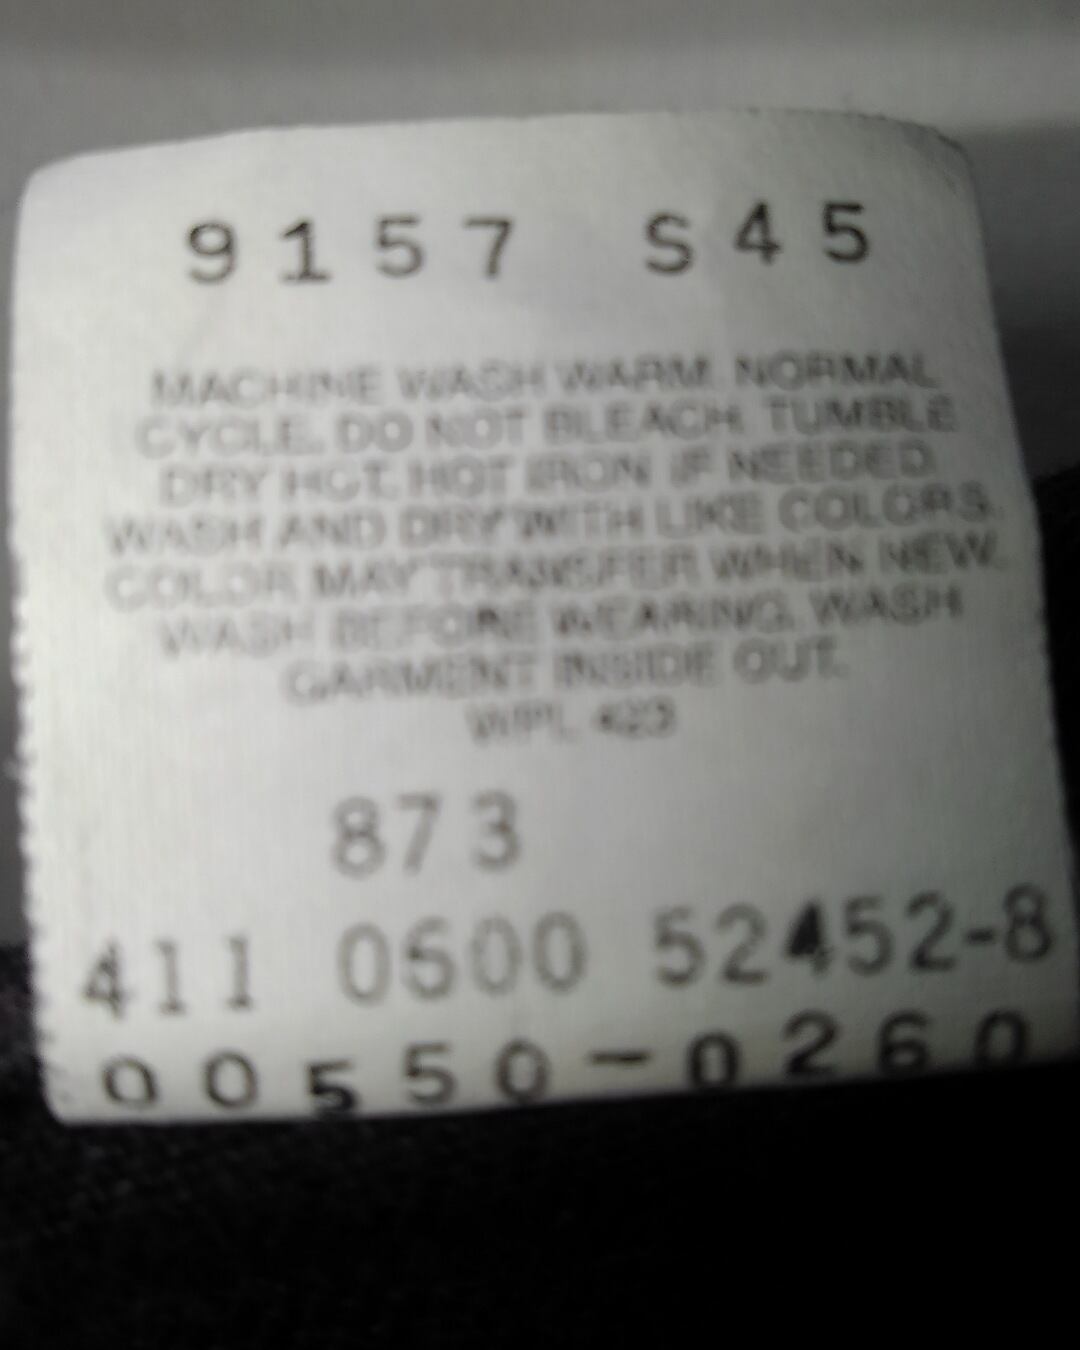 9157 S45
MACHINE WASH WARM. NORMAL
CYCLE. DO NOT BLEACH. TUMBLE
DRY HOT. HOT IRON IF NEEDED.
WASH AND DRY WITH LIKE COLORS.
COLOR MAY TRANSFER WHEN NEW.
WASH BEFORE WEARING. WASH
GARMENT INSIDE OUT.
WPL 423
873
411 0600 52452-8
00550-0260